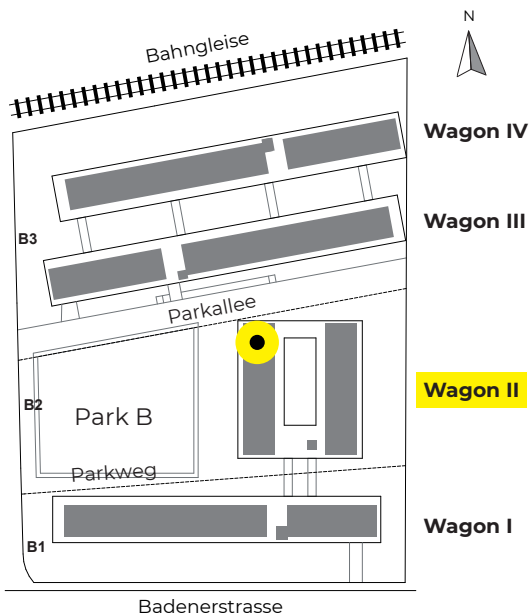 N
Bahngleise
Wagon IV
Wagon III
B3
Parkallee
Wagon II
B2
Park B
Parkweg
Wagon I
B1
Badenerstrasse